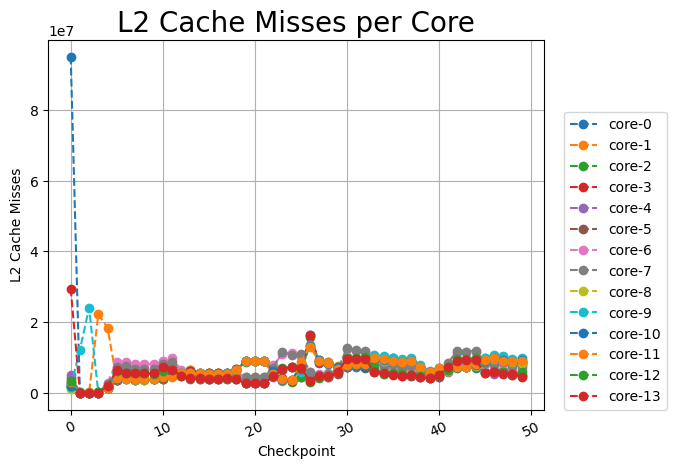 L2 Cache Misses per Core
1e7
8
6
4
2
0
L2 Cache Misses
0
10
20
30
40
50
Checkpoint
core-0
core-1
core-2
core-3
core-4
core-5
core-6
core-7
core-8
core-9
core-10
core-11
core-12
core-13